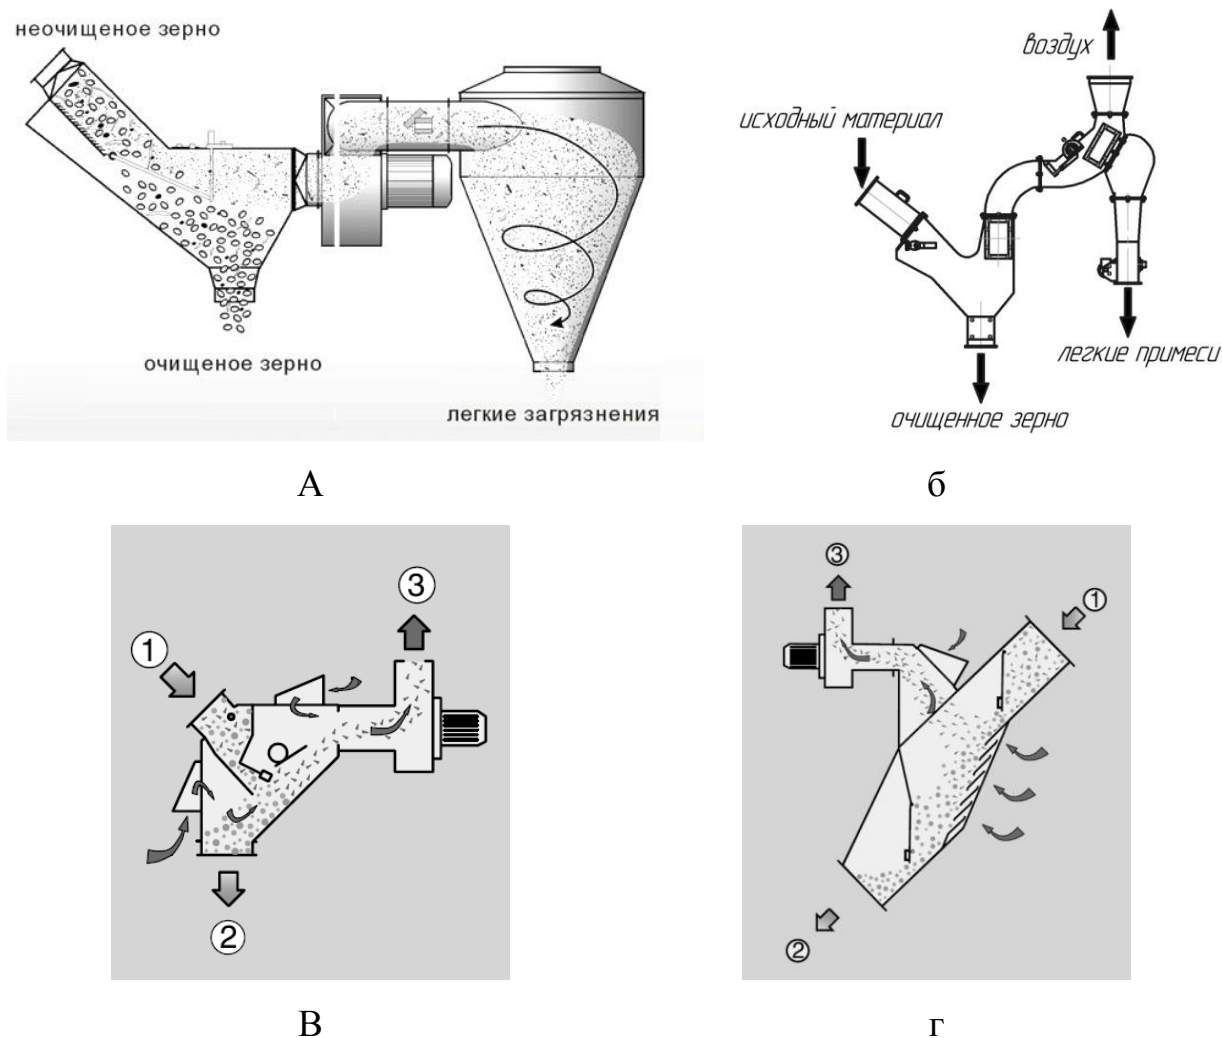 неочищеное зерно
очищеное зерно
легкие загрязнения
А
воздух
исходный материал
легкие примеси
очищенное зерно
б
3
1
2
В
3
1
2
г